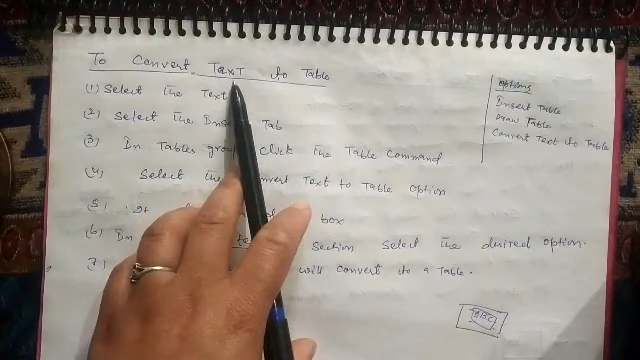 To Convert Taxt to Table
(1) Select the Text
(2) Select the Tab
(3) In Tables group click the Table Command
(4) Select the Convert Text to Table option
(5) box
(6) In section select the desired option.
(7) will convert to a table.
options
Insert Table
Draw Table
Convert Text to Table